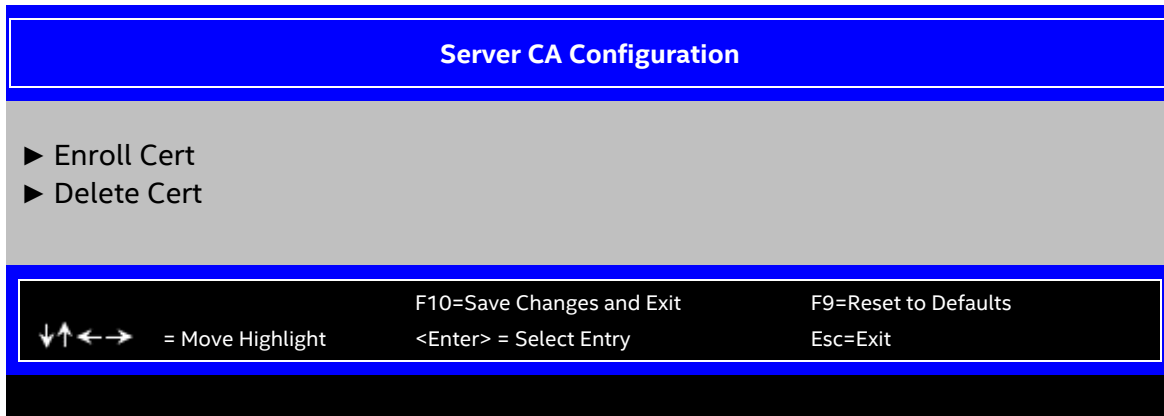 Server CA Configuration
► Enroll Cert
► Delete Cert
F10=Save Changes and Exit F9=Reset to Defaults
↓↑←→ = Move Highlight <Enter> = Select Entry Esc=Exit